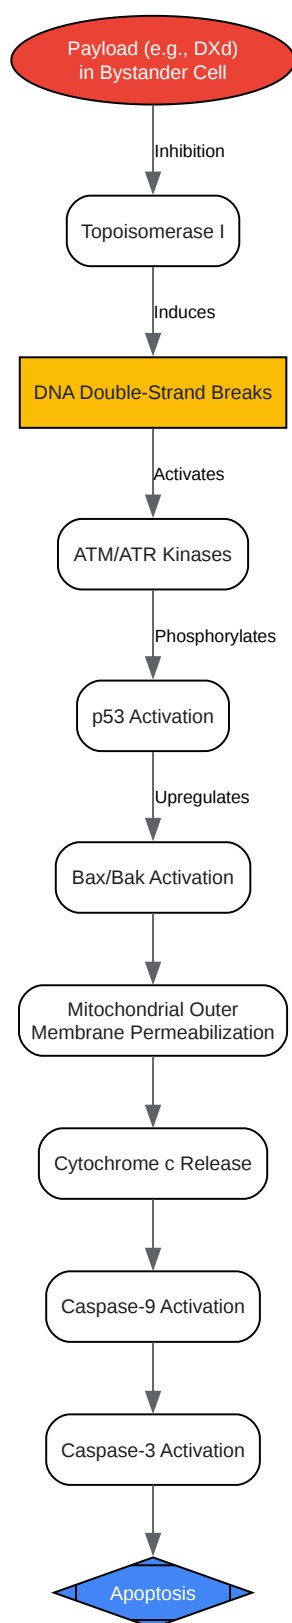 Payload (e.g., DXd)
in Bystander Cell
Inhibition
Topoisomerase I
Induces
DNA Double-Strand Breaks
Activates
ATM/ATR Kinases
Phosphorylates
p53 Activation
Upregulates
Bax/Bak Activation
Mitochondrial Outer
Membrane Permeabilization
Cytochrome c Release
Caspase-9 Activation
Caspase-3 Activation
Apoptosis